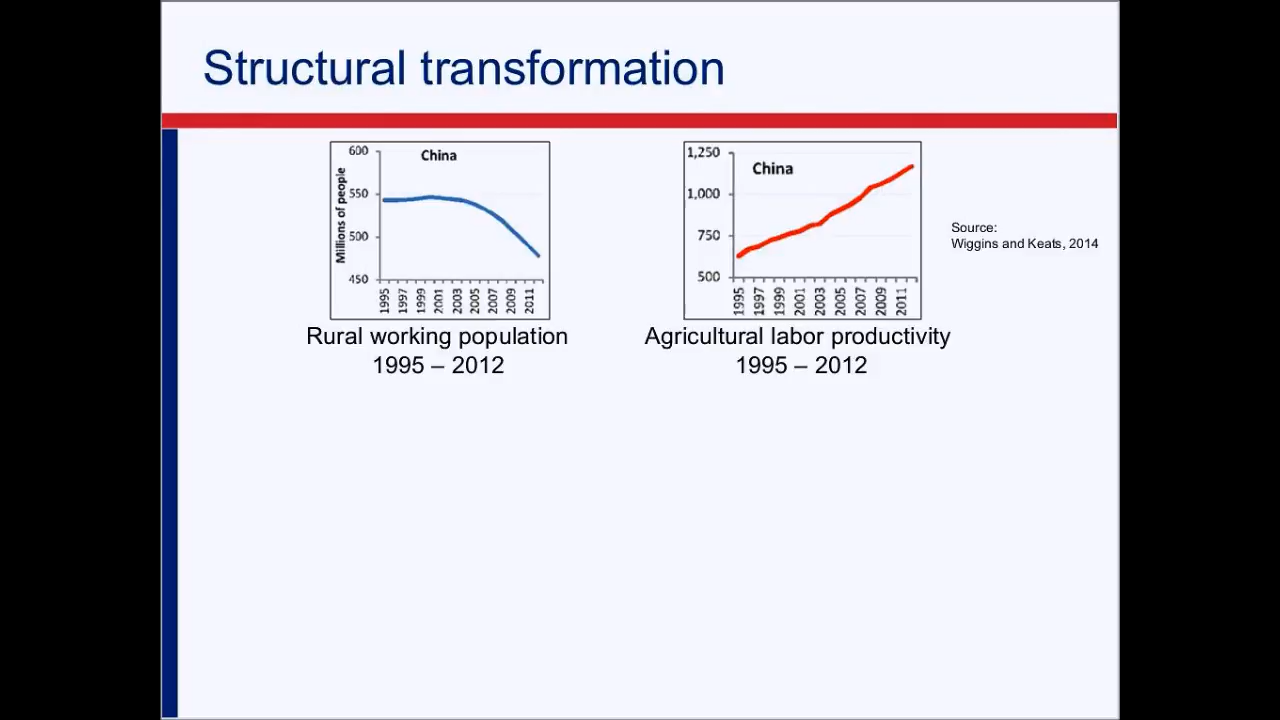 Structural transformation
China
Millions of people
600
550
500
450
1995
1997
1999
2001
2003
2005
2007
2009
2011
Rural working population
1995 – 2012
China
1,250
1,000
750
500
1995
1997
1999
2001
2003
2005
2007
2009
2011
Agricultural labor productivity
1995 – 2012
Source:
Wiggins and Keats, 2014